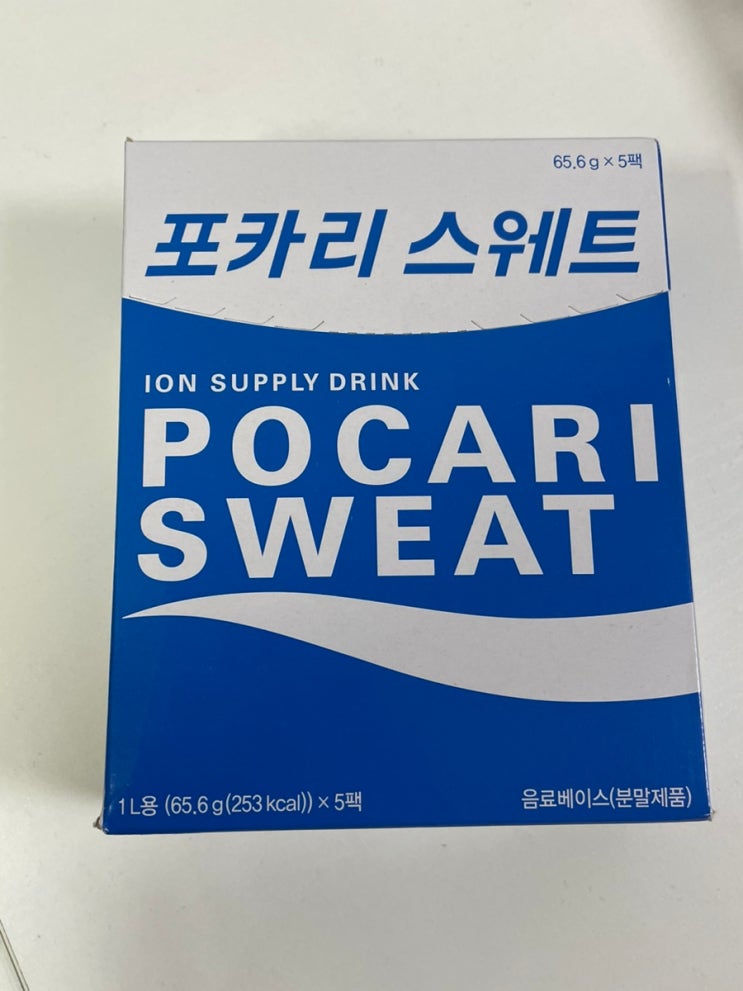 65.6g×5팩
포카리 스웨트
ION SUPPLY DRINK
POCARI
SWEAT
1L용 (65.6g(253kcal))×5팩
음료베이스(분말제품)